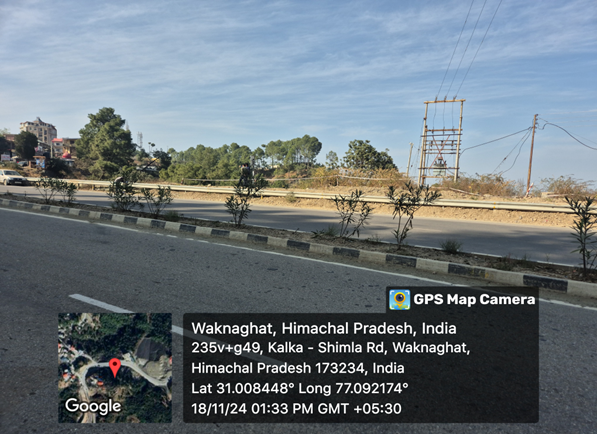 GPS Map Camera
Waknaghat, Himachal Pradesh, India
235v+g49, Kalka - Shimla Rd, Waknaghat,
Himachal Pradesh 173234, India
Lat 31.008448° Long 77.092174°
18/11/24 01:33 PM GMT +05:30
Google